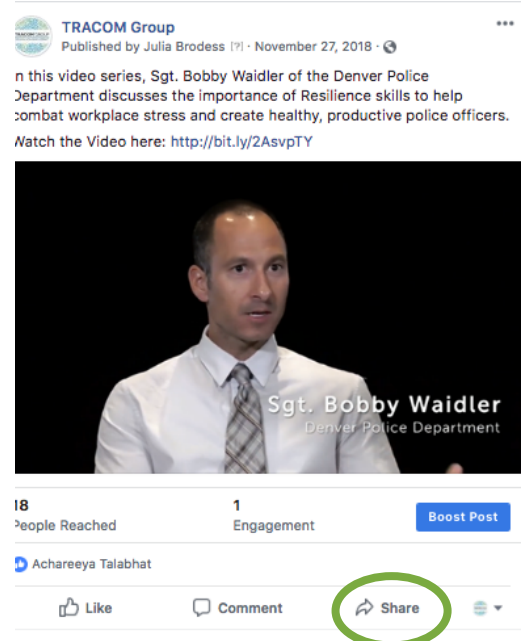 TRACOM Group
Published by Julia Brodess [?] · November 27, 2018 ·
n this video series, Sgt. Bobby Waidler of the Denver Police
Department discusses the importance of Resilience skills to help
combat workplace stress and create healthy, productive police officers.
Watch the Video here: http://bit.ly/2AsvpTY
Sgt. Bobby Waidler
Denver Police Department
18
People Reached
1
Engagement
Boost Post
Achareeya Talabhat
Like
Comment
Share